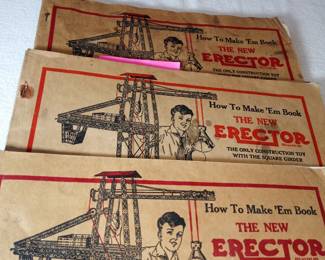 How To Make 'Em Book
THE NEW
ERECTOR
THE ONLY CONSTRUCTION TOY
How To Make 'Em Book
THE NEW
ERECTOR
THE ONLY CONSTRUCTION TOY
WITH THE SQUARE GIRDER
How To Make 'Em Book
THE NEW
ERECTOR